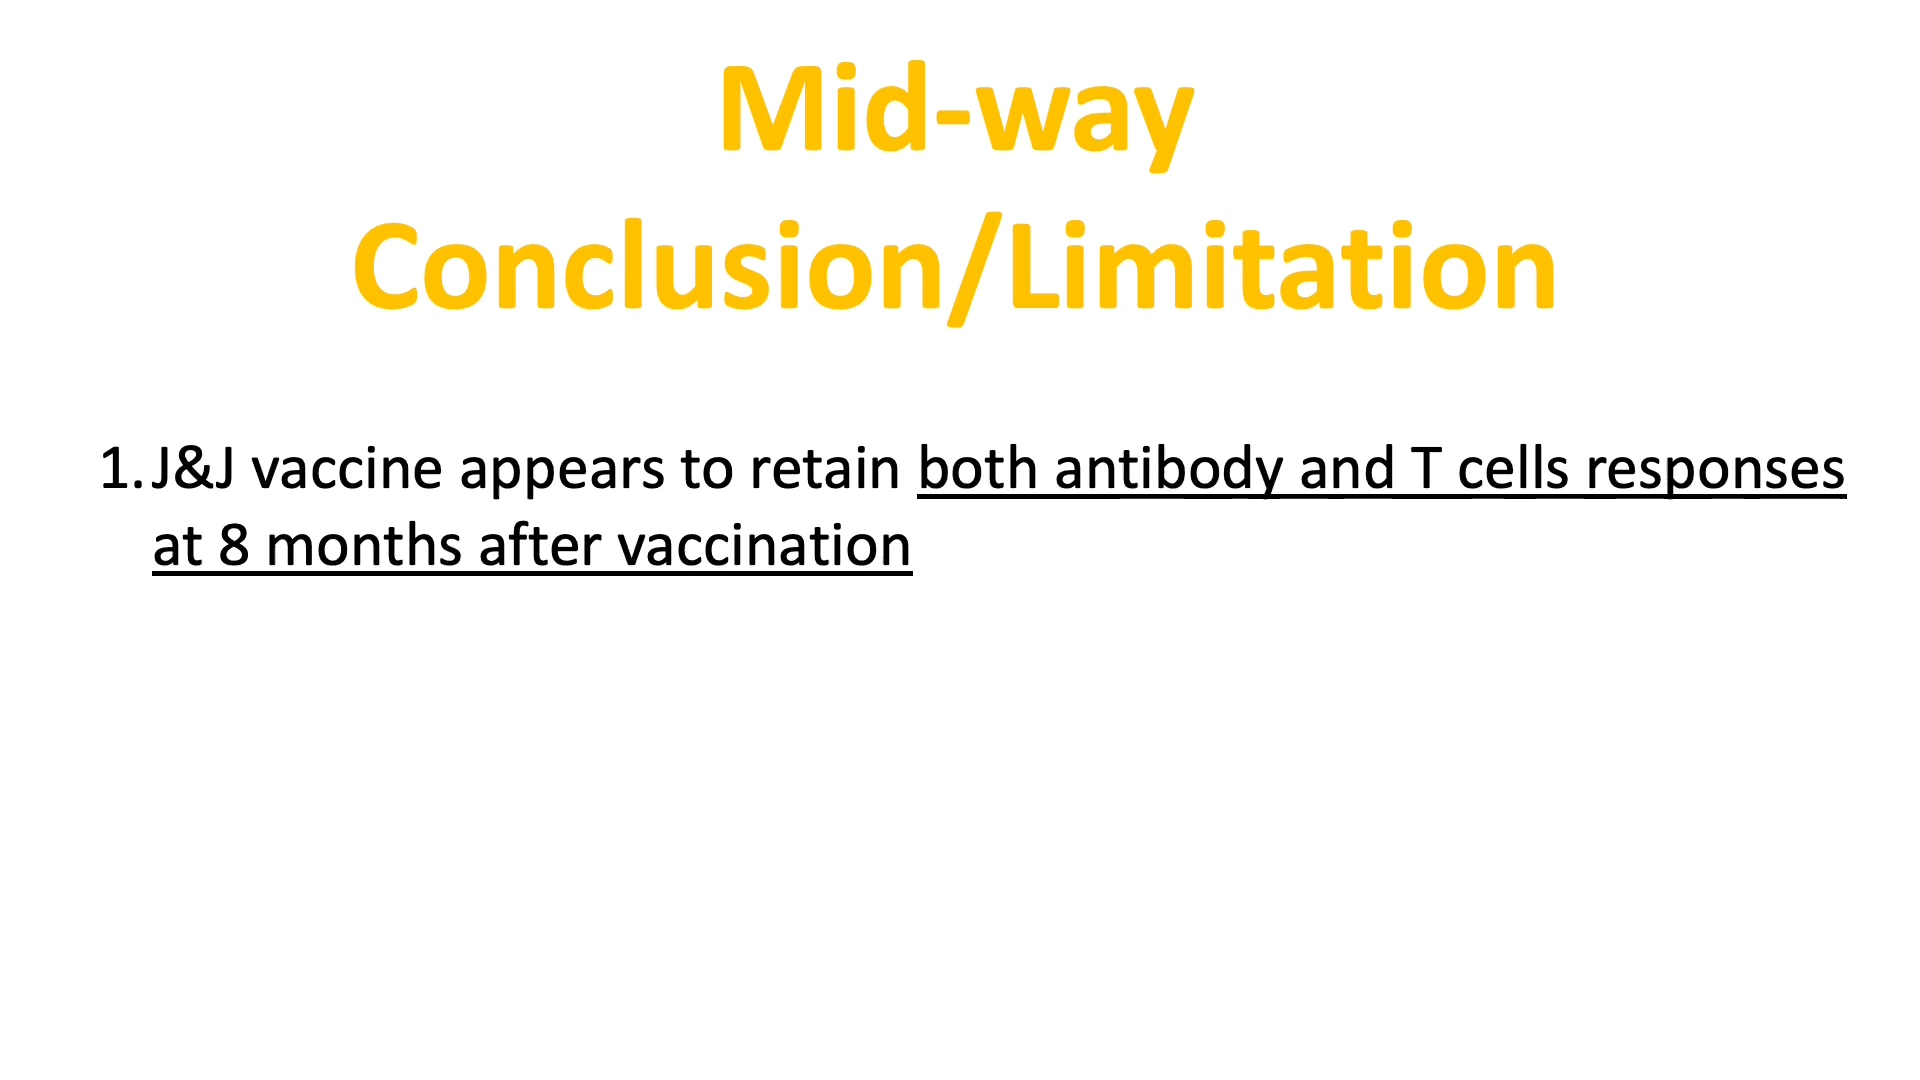 Mid-way
Conclusion/Limitation
1. J&J vaccine appears to retain both antibody and T cells responses
at 8 months after vaccination